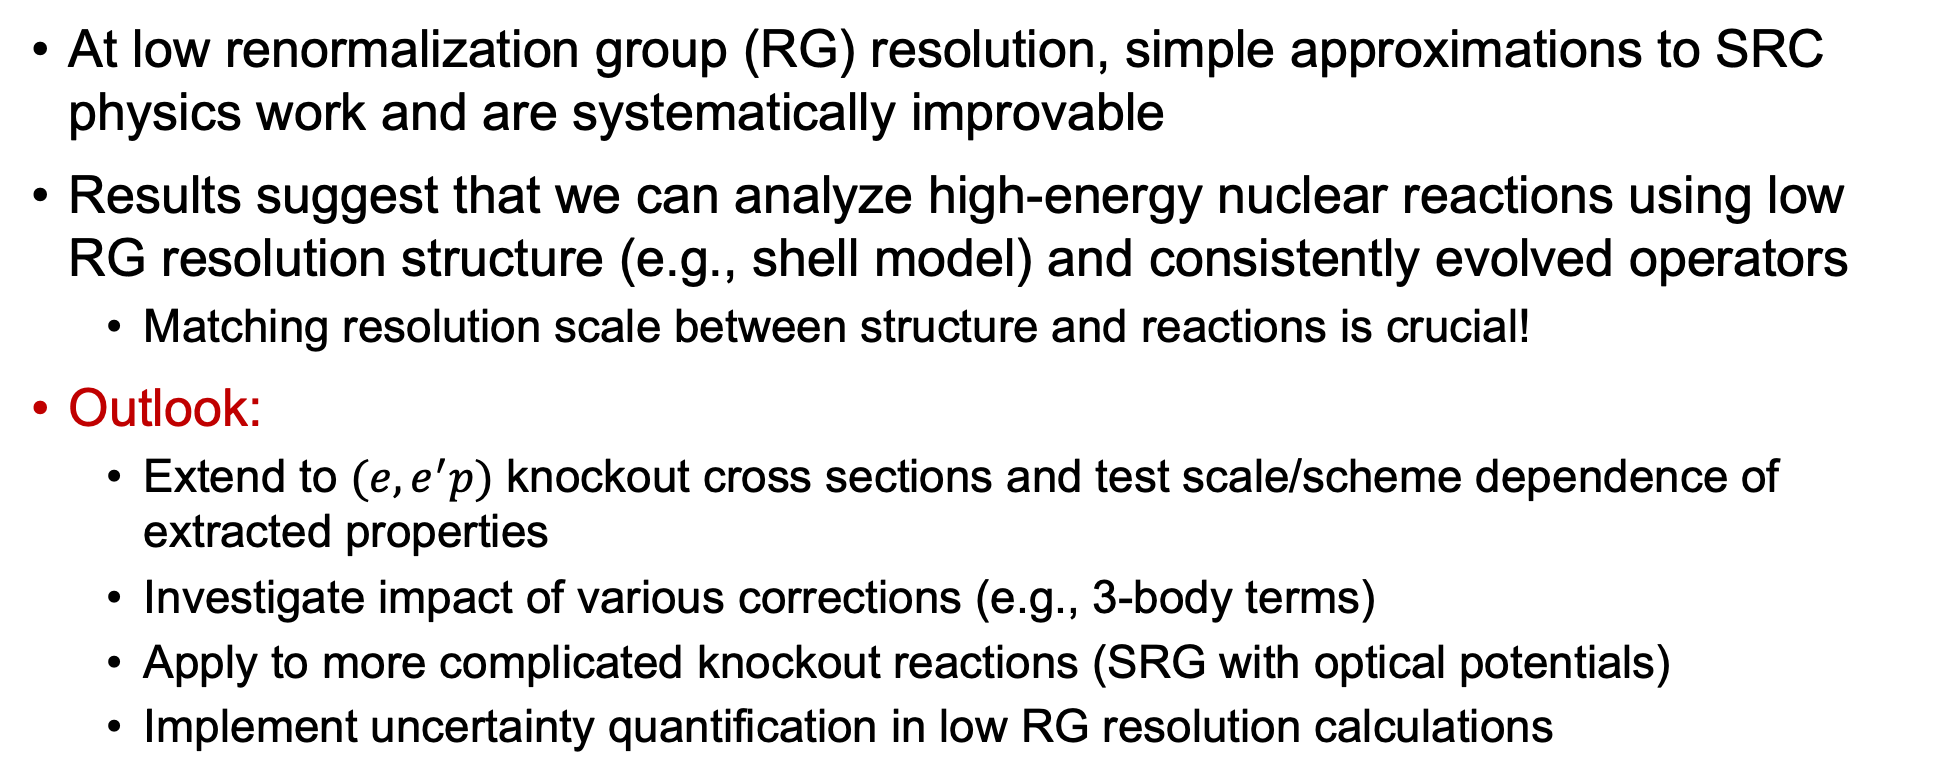 • At low renormalization group (RG) resolution, simple approximations to SRC
physics work and are systematically improvable
• Results suggest that we can analyze high-energy nuclear reactions using low
RG resolution structure (e.g., shell model) and consistently evolved operators
• Matching resolution scale between structure and reactions is crucial!
• Outlook:
• Extend to (e, e′p) knockout cross sections and test scale/scheme dependence of
extracted properties
• Investigate impact of various corrections (e.g., 3-body terms)
• Apply to more complicated knockout reactions (SRG with optical potentials)
• Implement uncertainty quantification in low RG resolution calculations